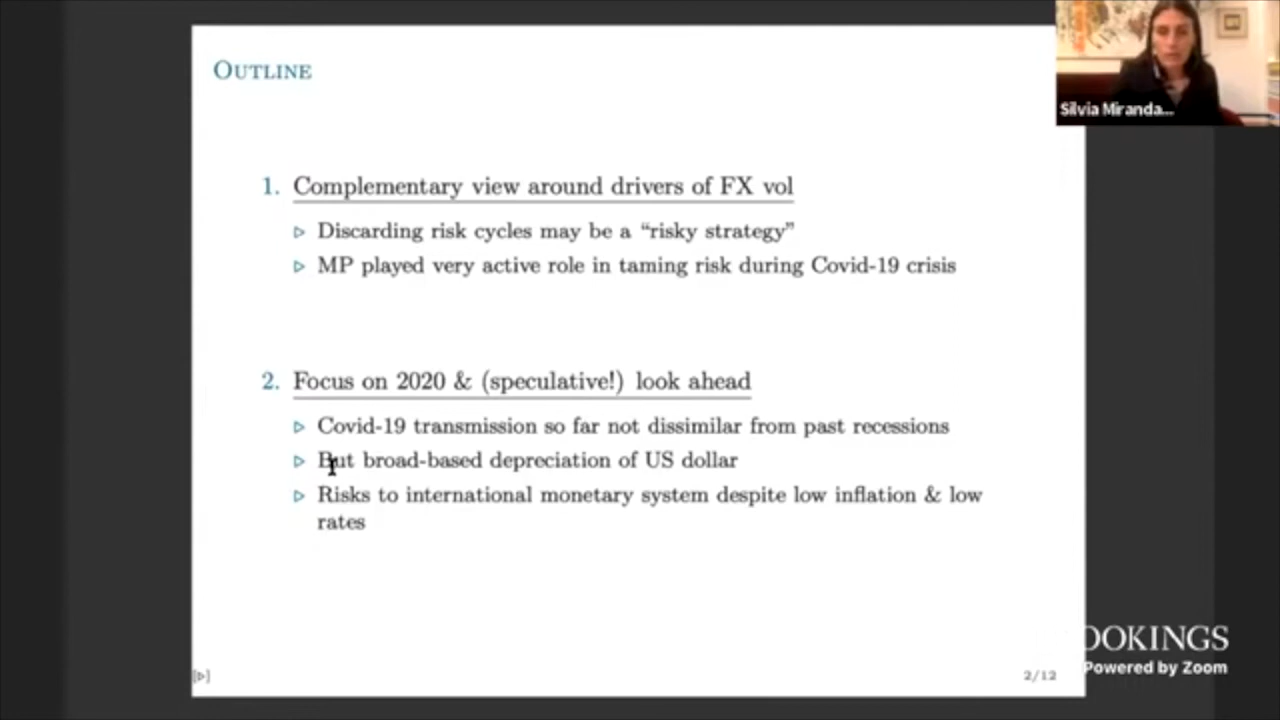 OUTLINE
Silvia Miranda...
1. Complementary view around drivers of FX vol
▷ Discarding risk cycles may be a “risky strategy”
▷ MP played very active role in taming risk during Covid-19 crisis
2. Focus on 2020 & (speculative!) look ahead
▷ Covid-19 transmission so far not dissimilar from past recessions
▷ But broad-based depreciation of US dollar
▷ Risks to international monetary system despite low inflation & low
rates
2/12
OOKINGS
Powered by Zoom